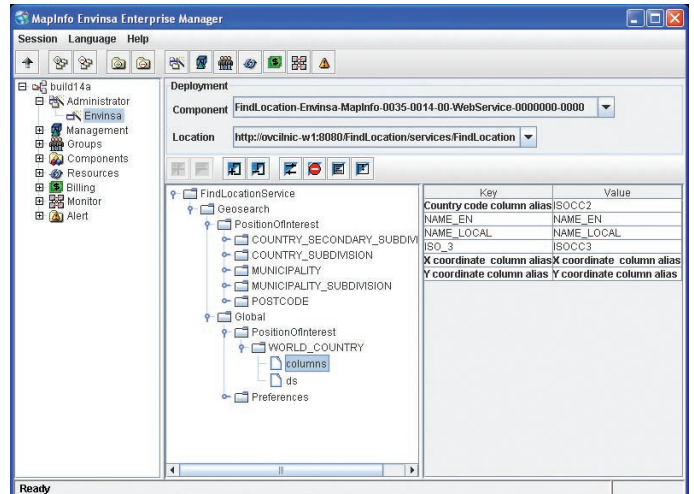 MapInfo Envinsa Enterprise Manager
Session Language Help
build14a
Administrator
Envinsa
Management
Groups
Components
Resources
Billing
Monitor
Alert
Deployment
Component FindLocation-Envinsa-MapInfo-0035-0014-00-WebService-0000000-0000
Location http://ovcilnic-w1:8080/FindLocation/services/FindLocation
FindLocationService
Geosearch
PositionOfInterest
COUNTRY_SECONDARY_SUBDIVI
COUNTRY_SUBDIVISION
MUNICIPALITY
MUNICIPALITY_SUBDIVISION
POSTCODE
Global
PositionOfInterest
WORLD_COUNTRY
columns
ds
Preferences
Key Value
Country code column alias ISOCC2
NAME_EN NAME_EN
NAME_LOCAL NAME_LOCAL
ISO_3 ISOCC3
X coordinate column alias X coordinate column alias
Y coordinate column alias Y coordinate column alias
Ready